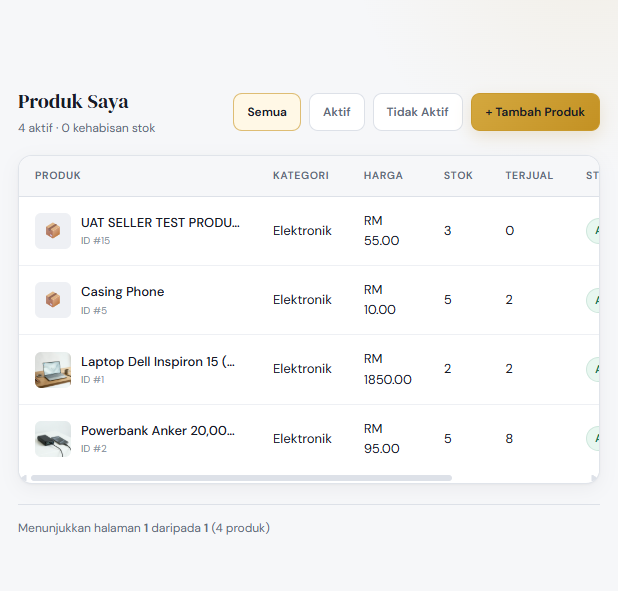 Produk Saya
4 aktif · 0 kehabisan stok
Semua
Aktif
Tidak Aktif
+ Tambah Produk
PRODUK KATEGORI HARGA STOK TERJUAL ST
UAT SELLER TEST PRODU...
ID #15
Elektronik
RM
55.00
3
0
A
Casing Phone
ID #5
Elektronik
RM
10.00
5
2
A
Laptop Dell Inspiron 15 (...
ID #1
Elektronik
RM
1850.00
2
2
A
Powerbank Anker 20,00...
ID #2
Elektronik
RM
95.00
5
8
A
Menunjukkan halaman 1 daripada 1 (4 produk)